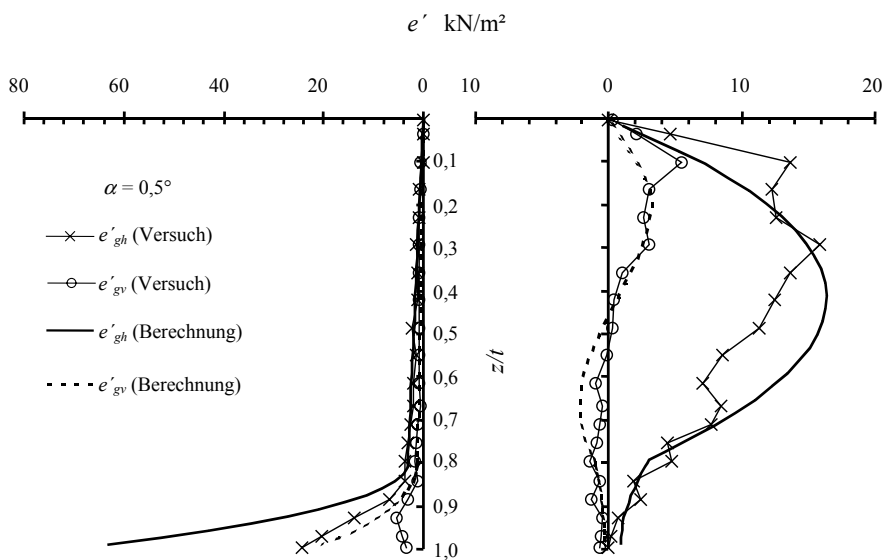 e´ kN/m²
80 60 40 20 0 10 0 10 20
0,1
α = 0,5°
0,2
e´gh (Versuch)
0,3
e´gv (Versuch)
0,4
e´gh (Berechnung)
0,5
z/t
e´gv (Berechnung)
0,6
0,7
0,8
0,9
1,0